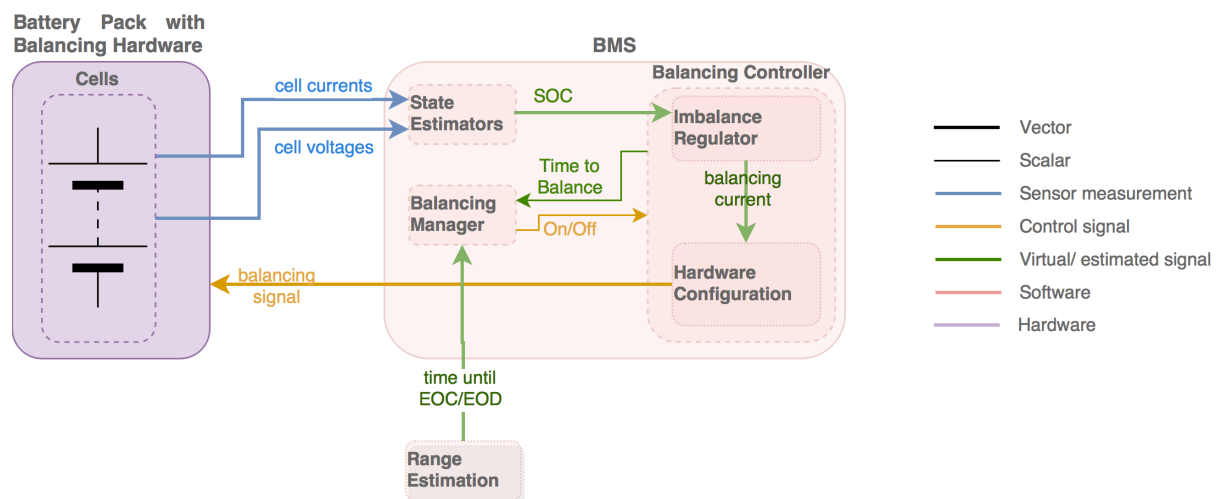 Battery Pack with
Balancing Hardware
Cells
cell currents
cell voltages
BMS
State
Estimators
SOC
Balancing Controller
Imbalance
Regulator
Time to
Balance
balancing
current
Balancing
Manager
On/Off
Hardware
Configuration
balancing
signal
time until
EOC/EOD
Range
Estimation
Vector
Scalar
Sensor measurement
Control signal
Virtual/ estimated signal
Software
Hardware